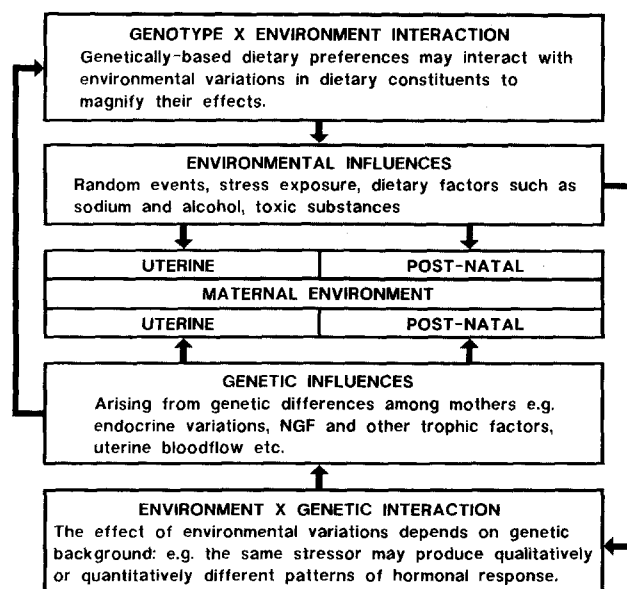 GENOTYPE X ENVIRONMENT INTERACTION
Genetically-based dietary preferences may interact with
environmental variations in dietary constituents to
magnify their effects.
ENVIRONMENTAL INFLUENCES
Random events, stress exposure, dietary factors such as
sodium and alcohol, toxic substances
UTERINE POST-NATAL
MATERNAL ENVIRONMENT
UTERINE POST-NATAL
GENETIC INFLUENCES
Arising from genetic differences among mothers e.g.
endocrine variations, NGF and other trophic factors,
uterine bloodflow etc.
ENVIRONMENT X GENETIC INTERACTION
The effect of environmental variations depends on genetic
background: e.g. the same stressor may produce qualitatively
or quantitatively different patterns of hormonal response.